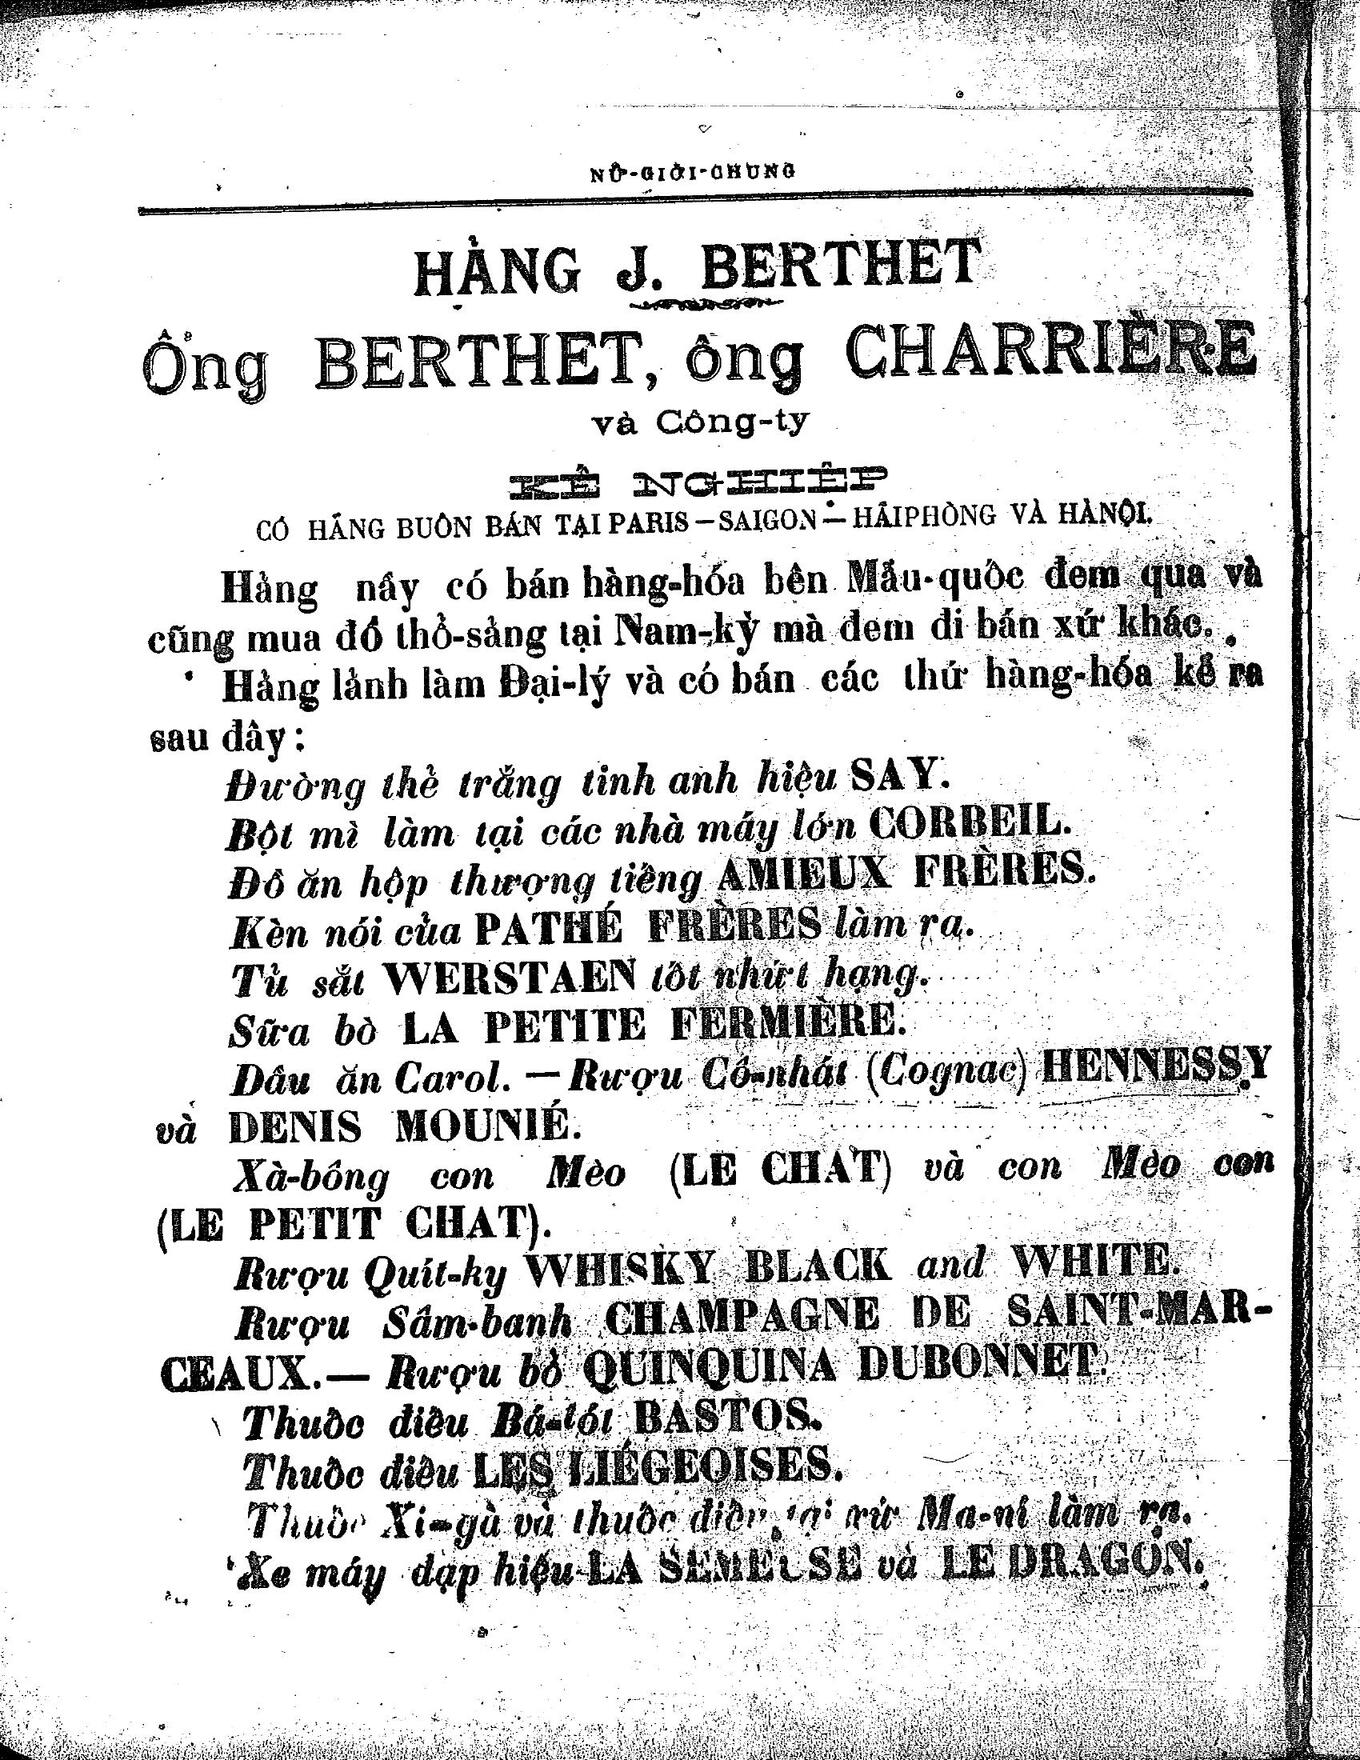 NỮ-GIỚI-CHUNG
HẢNG J. BERTHET
Ông BERTHET, ông CHARRIÈRE
và Công-ty
KẾ NGHIỆP
CÓ HÃNG BUÔN BÁN TẠI PARIS – SAIGON – HẢIPHÒNG VÀ HÀNỘI.
Hảng nầy có bán hàng-hóa bên Mẫu-quốc đem qua và
cũng mua đồ thổ-sảng tại Nam-kỳ mà đem đi bán xứ khác.
Hảng lảnh làm Đại-lý và có bán các thứ hàng-hóa kể ra
sau đây :
Đường thẻ trắng tinh anh hiệu SAY.
Bột mì làm tại các nhà máy lớn CORBEIL.
Đồ ăn hộp thượng tiếng AMIEUX FRÈRES.
Kèn nói của PATHÉ FRÈRES làm ra.
Tủ sắt WERSTAEN tốt nhứt hạng.
Sữa bò LA PETITE FERMIÈRE.
Dầu ăn Carol. — Rượu Cô-nhát (Cognac) HENNESSY
và DENIS MOUNIÉ.
Xà-bông con Mèo (LE CHAT) và con Mèo con
(LE PETIT CHAT).
Rượu Quít-ky WHISKY BLACK and WHITE.
Rượu Sâm-banh CHAMPAGNE DE SAINT-MAR-
CEAUX.— Rượu bổ QUINQUINA DUBONNET.
Thuốc điếu Bá-tót BASTOS.
Thuốc điếu LES LIÉGEOISES.
Thuốc Xì-gà và thuốc điếu tại xứ Ma-ní làm ra.
Xe máy đạp hiệu LA SEMEUSE và LE DRAGON.